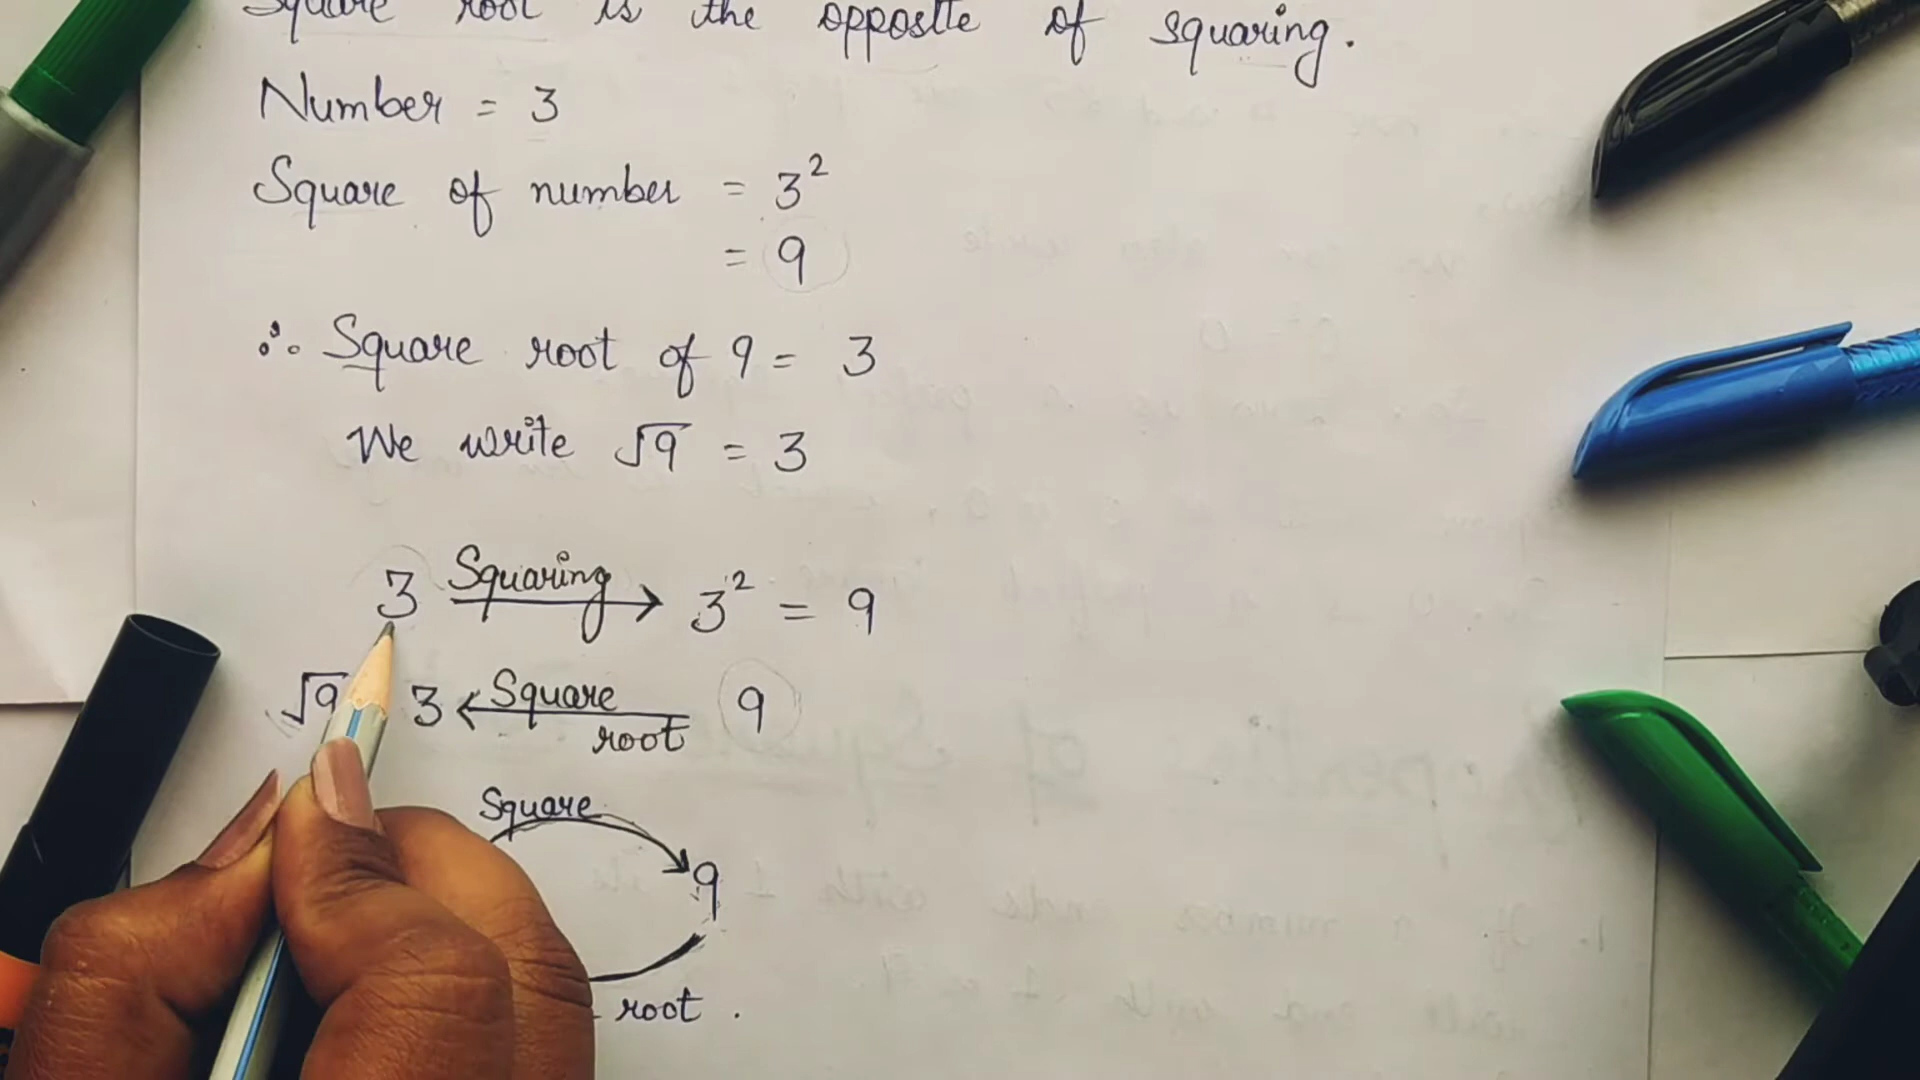 Square root is the opposite of squaring.
Number = 3
Square of number = 3²
= 9
∴ Square root of 9 = 3
We write √9 = 3
3 Squaring → 3² = 9
√9 3 ← Square root 9
Square
9
root .